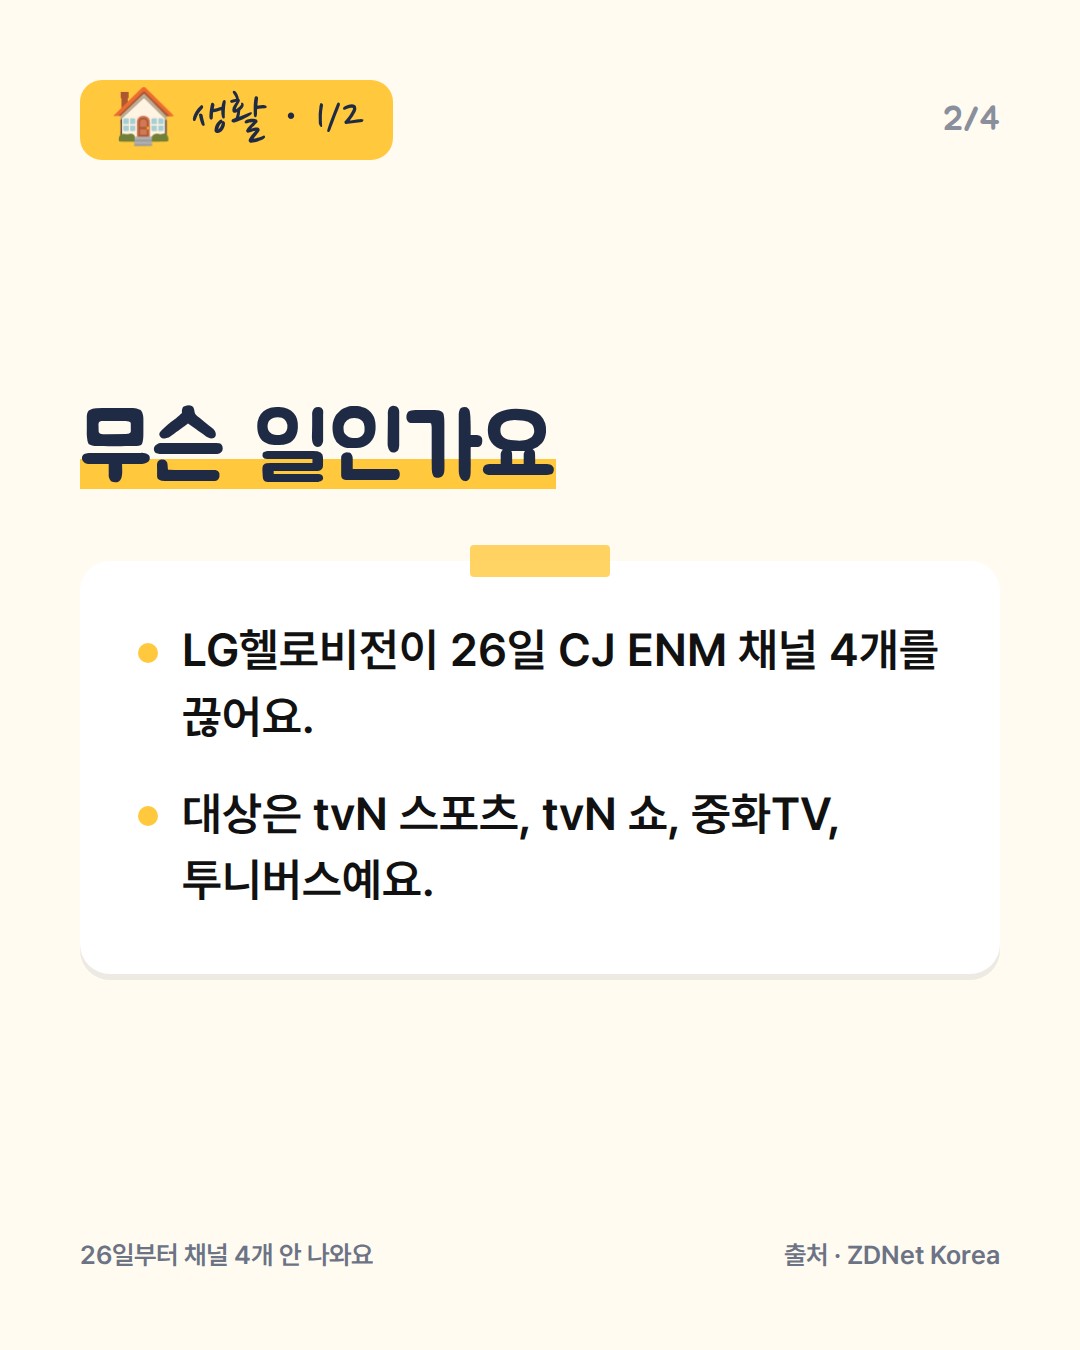 생활 · 1/2
2/4
무슨 일인가요
LG헬로비전이 26일 CJ ENM 채널 4개를
끊어요.
대상은 tvN 스포츠, tvN 쇼, 중화TV,
투니버스예요.
26일부터 채널 4개 안 나와요
출처 · ZDNet Korea